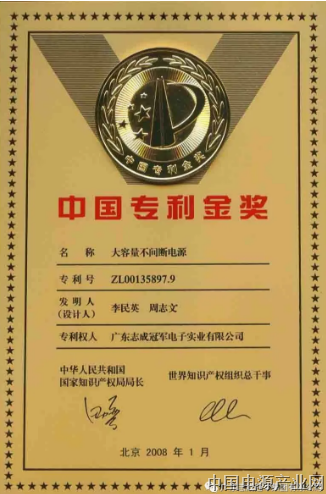 中国专利金奖
中国专利金奖
名 称 大容量不间断电源
专 利 号 ZL00135897.9
发 明 人
(设计人) 李民英 周志文
专利权人 广东志成冠军电子实业有限公司
中华人民共和国
国家知识产权局局长
世界知识产权组织总干事
北京 2008 年 1 月
中国电源产业网